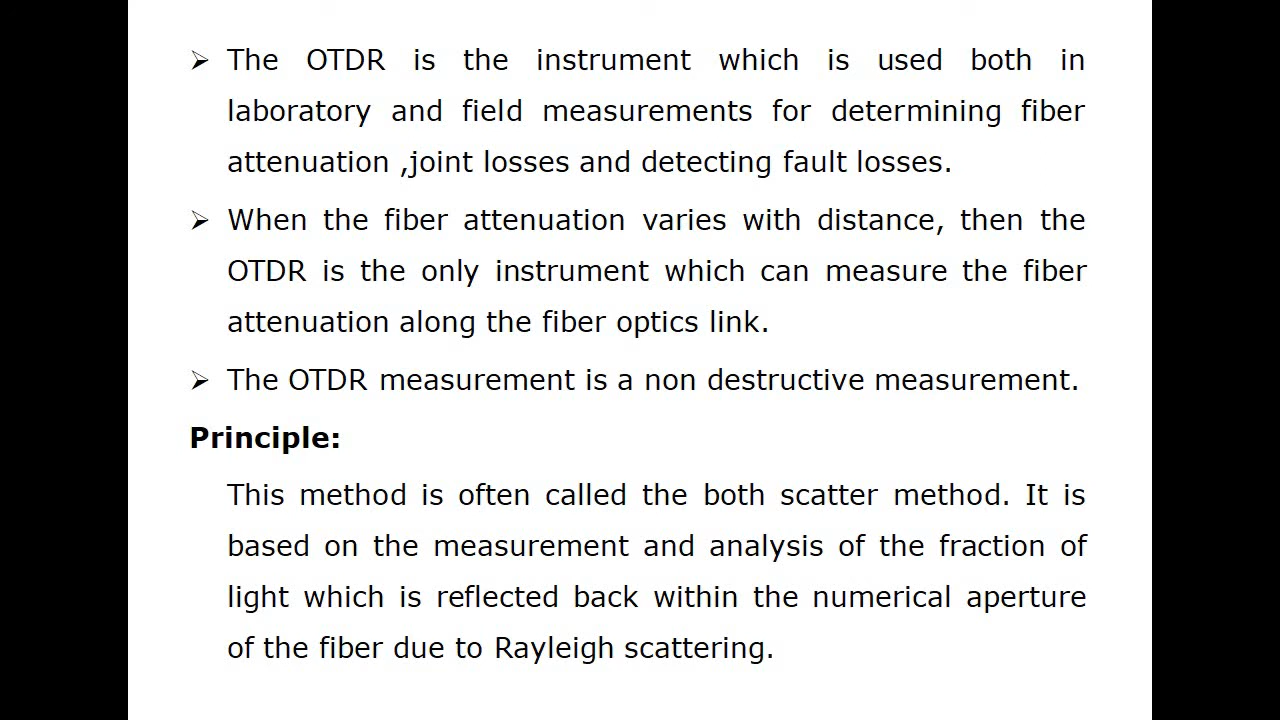 ➢ The OTDR is the instrument which is used both in
laboratory and field measurements for determining fiber
attenuation ,joint losses and detecting fault losses.
➢ When the fiber attenuation varies with distance, then the
OTDR is the only instrument which can measure the fiber
attenuation along the fiber optics link.
➢ The OTDR measurement is a non destructive measurement.
Principle:
This method is often called the both scatter method. It is
based on the measurement and analysis of the fraction of
light which is reflected back within the numerical aperture
of the fiber due to Rayleigh scattering.